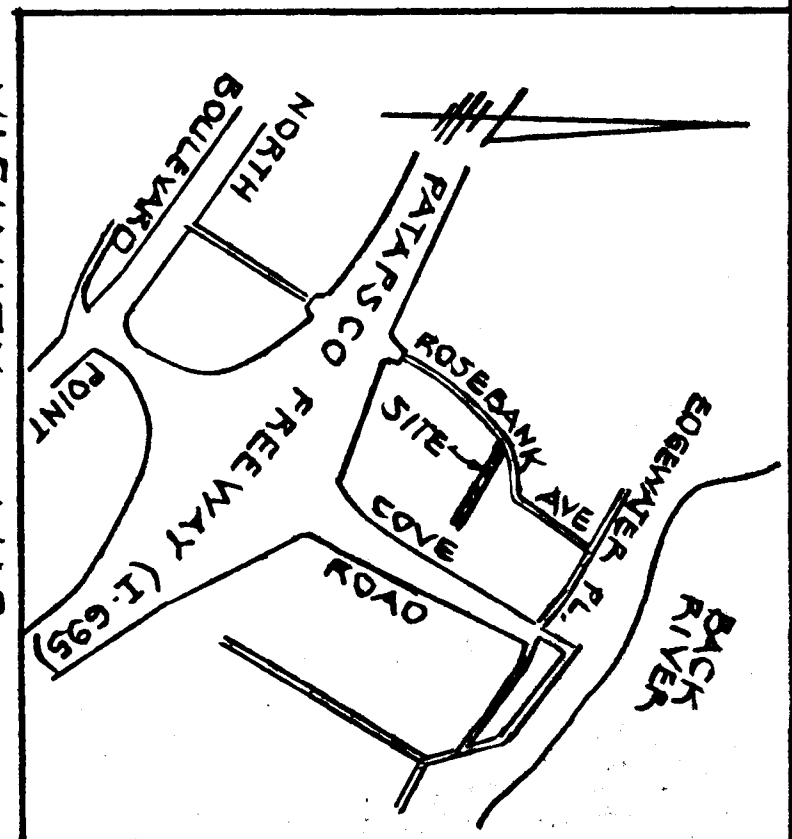 NORTH
BOULEVARD
PATAPSCO FREEWAY (I-695)
POINT
ROSEBANK AVE
SITE
EDGEWATER PL.
COVE
ROAD
BACK
RIVER